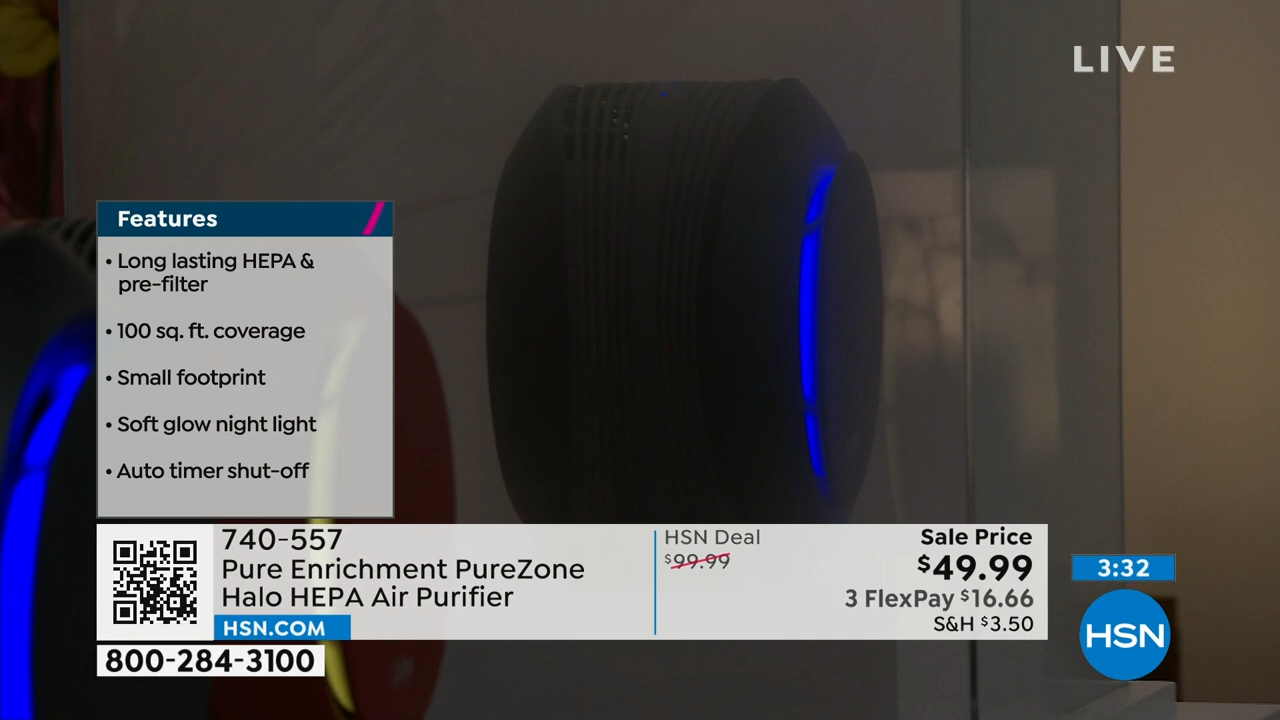 LIVE
Features
• Long lasting HEPA &
pre-filter
• 100 sq. ft. coverage
• Small footprint
• Soft glow night light
• Auto timer shut-off
740-557
Pure Enrichment PureZone
Halo HEPA Air Purifier
HSN.COM
800-284-3100
HSN Deal
$99.99
Sale Price
$49.99
3 FlexPay $16.66
S&H $3.50
3:32
HSN